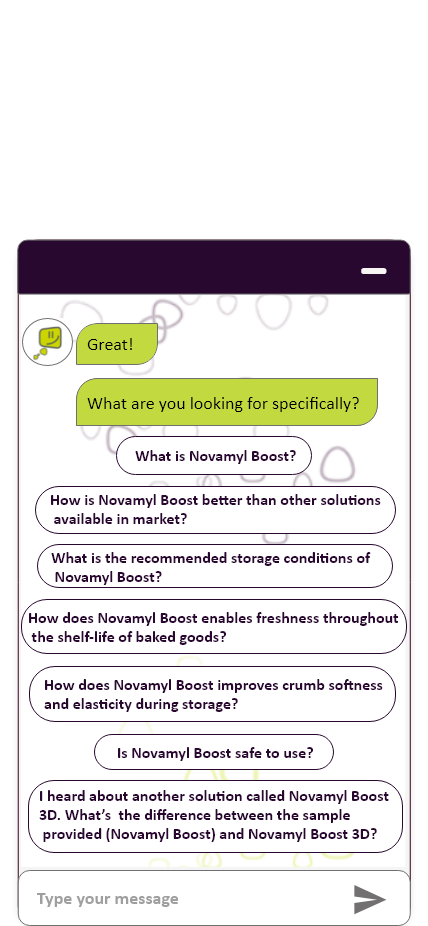 Great!
What are you looking for specifically?
What is Novamyl Boost?
How is Novamyl Boost better than other solutions
available in market?
What is the recommended storage conditions of
Novamyl Boost?
How does Novamyl Boost enables freshness throughout
the shelf-life of baked goods?
How does Novamyl Boost improves crumb softness
and elasticity during storage?
Is Novamyl Boost safe to use?
I heard about another solution called Novamyl Boost
3D. What’s the difference between the sample
provided (Novamyl Boost) and Novamyl Boost 3D?
Type your message